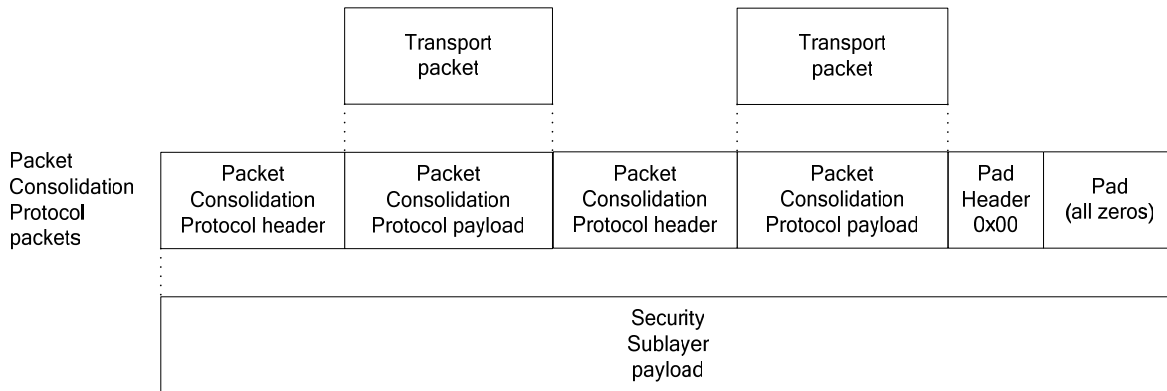 Transport
packet
Transport
packet
Packet
Consolidation
Protocol
packets
Packet
Consolidation
Protocol header
Packet
Consolidation
Protocol payload
Packet
Consolidation
Protocol header
Packet
Consolidation
Protocol payload
Pad
Header
0x00
Pad
(all zeros)
Security
Sublayer
payload